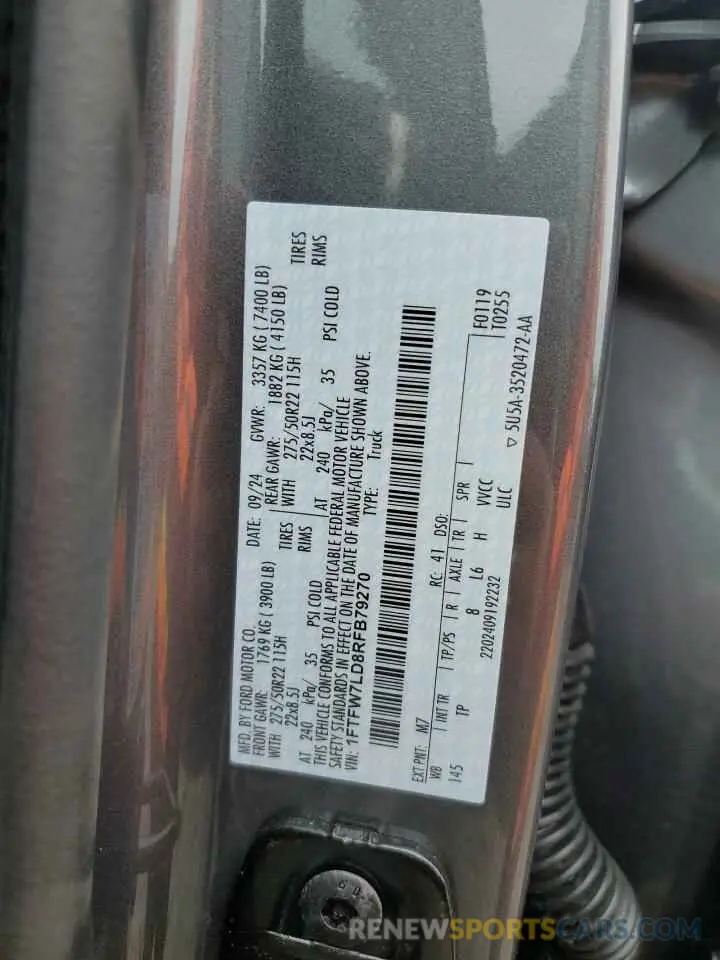 MFD. BY FORD MOTOR CO.
DATE: 09/24 GVWR: 3357 KG ( 7400 LB)
FRONT GAWR: 1769 KG ( 3900 LB) REAR GAWR: 1882 KG ( 4150 LB)
WITH 275/50R22 115H TIRES WITH 275/50R22 115H TIRES
22x8.5J RIMS 22x8.5J RIMS
AT 240 kPa/ 35 PSI COLD AT 240 kPa/ 35 PSI COLD
THIS VEHICLE CONFORMS TO ALL APPLICABLE FEDERAL MOTOR VEHICLE
SAFETY STANDARDS IN EFFECT ON THE DATE OF MANUFACTURE SHOWN ABOVE.
VIN: 1FTFW7LD8RFB79270 TYPE: Truck
EXT PNT: M7 RC: 41 DSO: F0119
WB INT TR TP/PS R AXLE TR SPR T0255
145 TP 8 L6 H VVCC
ULC 5U5A-3520472-AA
2202409192232
RENEWSPORTSCARS.COM